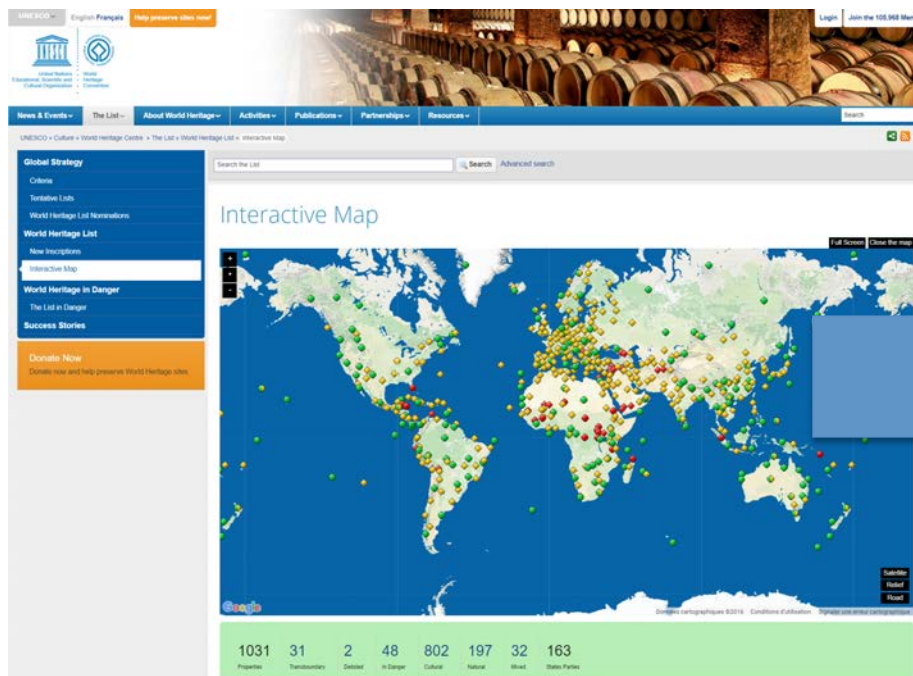 UNESCO English Français Help preserve sites now! Login Join the 105,968 Mem
United Nations
Educational, Scientific and
Cultural Organization
World
Heritage
Convention
News & Events The List About World Heritage Activities Publications Partnerships Resources Search
UNESCO » Culture » World Heritage Centre » The List » World Heritage List » Interactive Map
Global Strategy
Criteria
Tentative Lists
World Heritage List Nominations
World Heritage List
New Inscriptions
Interactive Map
World Heritage in Danger
The List in Danger
Success Stories
Donate Now
Donate now and help preserve World Heritage sites
Search the List Search Advanced search
Interactive Map
Full Screen Close the map
+
-
Satellite
Relief
Road
Google
Données cartographiques ©2016 Conditions d'utilisation Signaler une erreur cartographique
1031 31 2 48 802 197 32 163
Properties Transboundary Delisted In Danger Cultural Natural Mixed States Parties